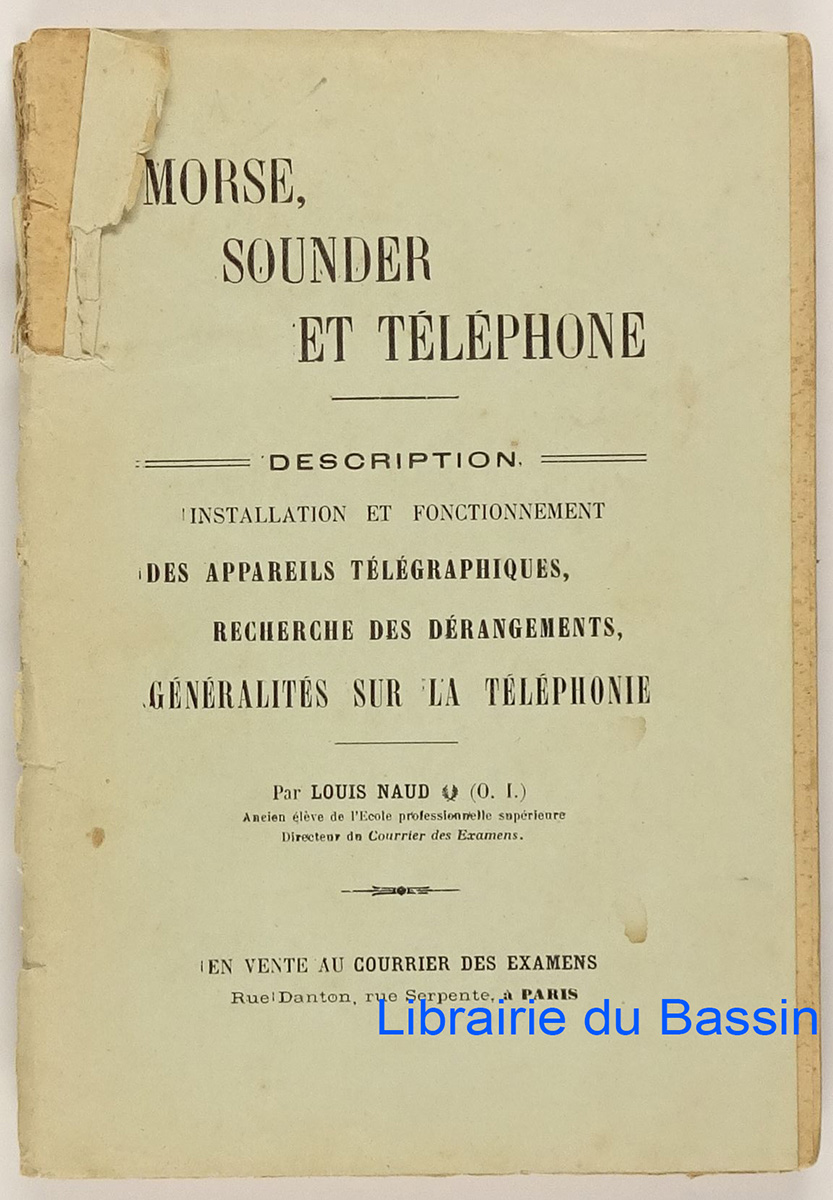 MORSE,
SOUNDER
ET TÉLÉPHONE
DESCRIPTION,
INSTALLATION ET FONCTIONNEMENT
DES APPAREILS TÉLÉGRAPHIQUES,
RECHERCHE DES DÉRANGEMENTS,
GÉNÉRALITÉS SUR LA TÉLÉPHONIE
Par LOUIS NAUD (O. I.)
Ancien élève de l'Ecole professionnelle supérieure
Directeur du Courrier des Examens.
EN VENTE AU COURRIER DES EXAMENS
Rue Danton, rue Serpente, à PARIS
Librairie du Bassin